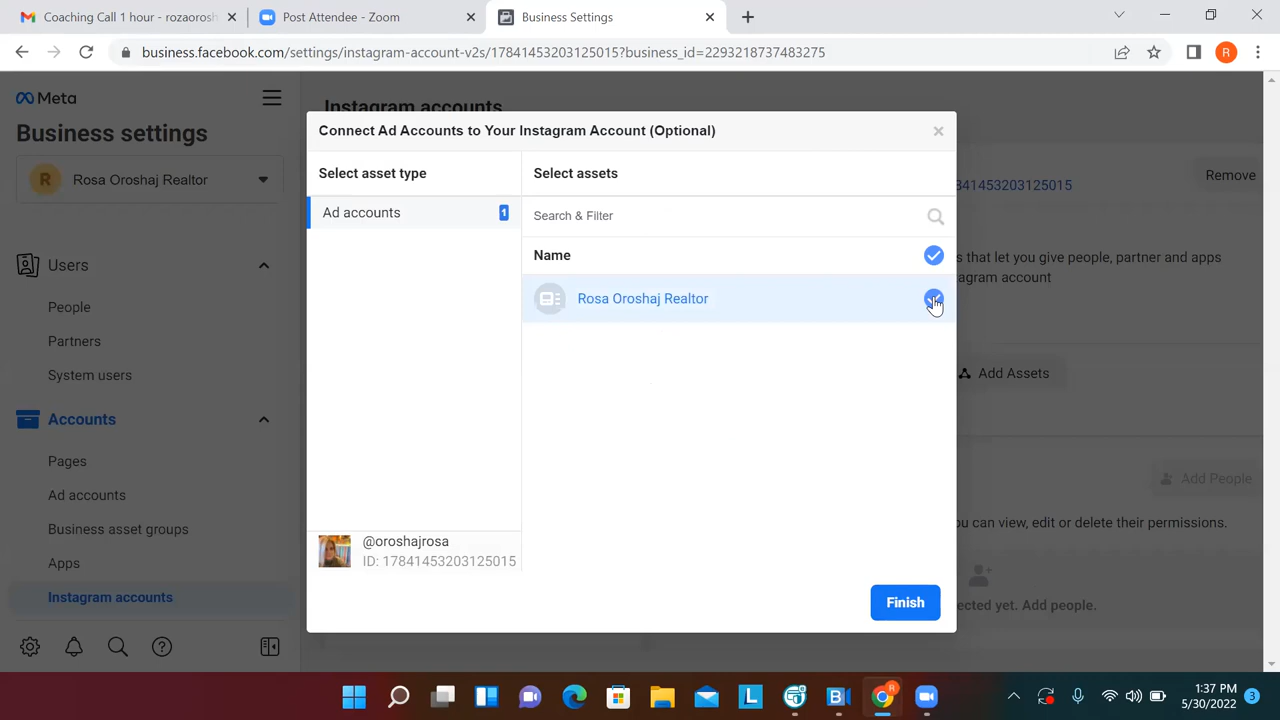 Coaching Call 1 hour - rozaorosh
Post Attendee - Zoom
Business Settings
business.facebook.com/settings/instagram-account-v2s/17841453203125015?business_id=2293218737483275
R
Meta
Business settings
R
Rosa Oroshaj Realtor
Users
People
Partners
System users
Accounts
Pages
Ad accounts
Business asset groups
Apps
Instagram accounts
Instagram accounts
Connect Ad Accounts to Your Instagram Account (Optional)
Select asset type
Select assets
Ad accounts
1
Search & Filter
Name
Rosa Oroshaj Realtor
@oroshajrosa
ID: 17841453203125015
Finish
841453203125015
Remove
s that let you give people, partner and apps
agram account
Add Assets
Add People
ou can view, edit or delete their permissions.
ected yet. Add people.
L
R
1:37 PM
5/30/2022
3